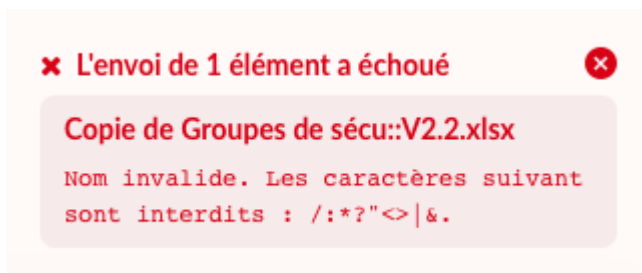 L'envoi de 1 élément a échoué
Copie de Groupes de sécu::V2.2.xlsx
Nom invalide. Les caractères suivant
sont interdits : /:*?"<>|&.